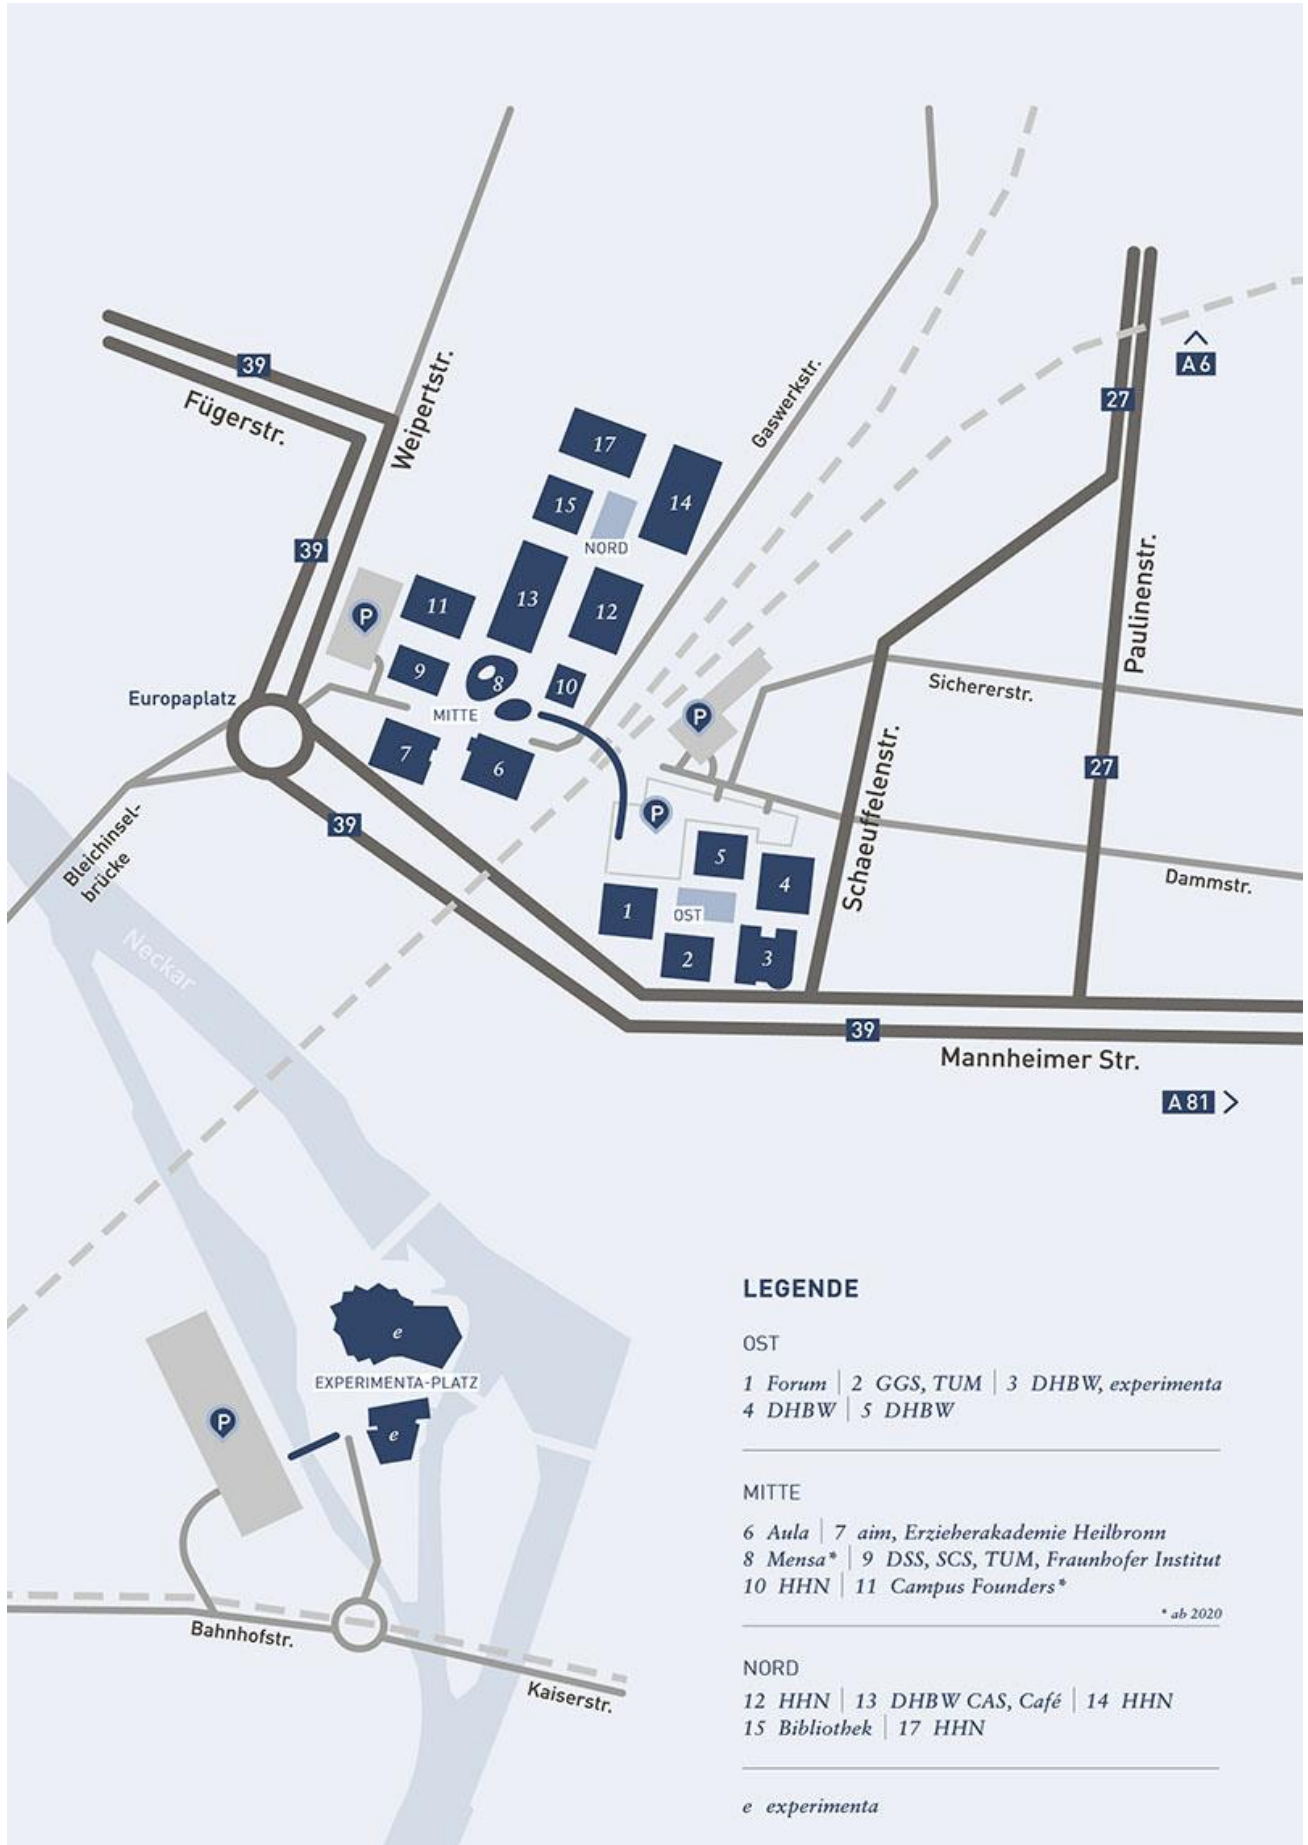 39
Fügerstr.
Weipertstr.
Gaswerkstr.
A 6
27
17
14
15
NORD
39
13
12
11
P
9
8
10
Europaplatz
MITTE
7
6
Paulinenstr.
Sichererstr.
P
27
Schaeuffelenstr.
39
P
Bleichinsel-
brücke
5
4
Dammstr.
1
OST
2
3
Neckar
39
Mannheimer Str.
A 81
e
EXPERIMENTA-PLATZ
P
e
Bahnhofstr.
Kaiserstr.
LEGENDE
OST
1 Forum | 2 GGS, TUM | 3 DHBW, experimenta
4 DHBW | 5 DHBW
MITTE
6 Aula | 7 aim, Erzieherakademie Heilbronn
8 Mensa* | 9 DSS, SCS, TUM, Fraunhofer Institut
10 HHN | 11 Campus Founders*
* ab 2020
NORD
12 HHN | 13 DHBW CAS, Café | 14 HHN
15 Bibliothek | 17 HHN
e experimenta